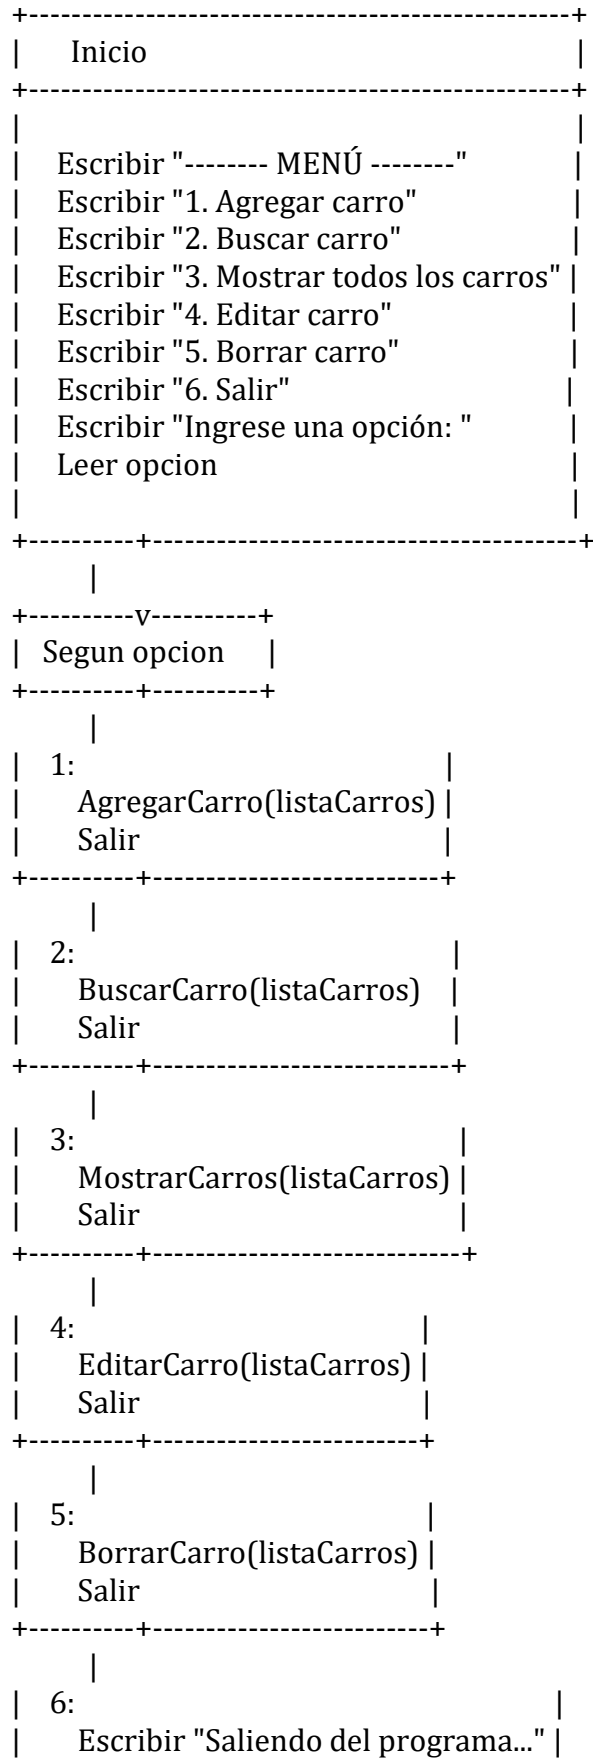 +---------------------------------------------------+
|     Inicio                                        |
+---------------------------------------------------+
|                                                   |
|    Escribir "-------- MENÚ --------"          |
|    Escribir "1. Agregar carro"               |
|    Escribir "2. Buscar carro"                |
|    Escribir "3. Mostrar todos los carros" |
|    Escribir "4. Editar carro"                 |
|    Escribir "5. Borrar carro"                |
|    Escribir "6. Salir"                          |
|    Escribir "Ingrese una opción: "         |
|    Leer opcion                                 |
|                                                   |
+----------+----------------------------------------+
       |
+----------v----------+
|  Segun opcion    |
+----------+----------+
       |
|   1:                                   |
|     AgregarCarro(listaCarros) |
|     Salir                             |
+----------+---------------------------+
       |
|   2:                                   |
|     BuscarCarro(listaCarros)   |
|     Salir                             |
+----------+----------------------------+
       |
|   3:                                    |
|     MostrarCarros(listaCarros) |
|     Salir                              |
+----------+-----------------------------+
       |
|   4:                                 |
|     EditarCarro(listaCarros) |
|     Salir                           |
+----------+-------------------------+
       |
|   5:                                  |
|     BorrarCarro(listaCarros) |
|     Salir                            |
+----------+--------------------------+
       |
|   6:                                              |
|     Escribir "Saliendo del programa..." |